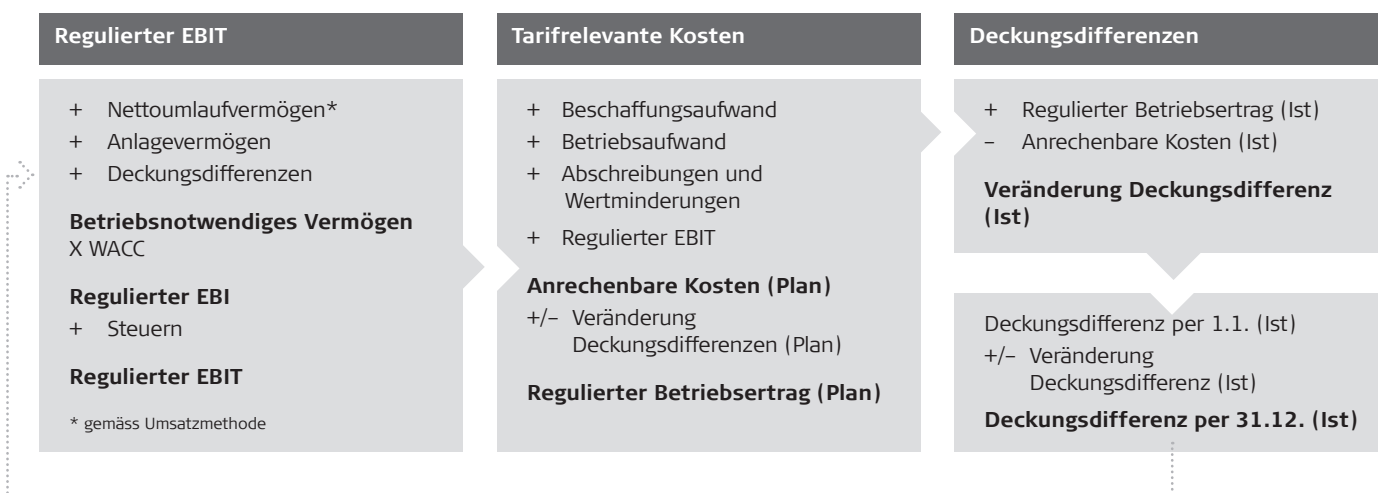 Regulierter EBIT
+ Nettoumlaufvermögen*
+ Anlagevermögen
+ Deckungsdifferenzen
Betriebsnotwendiges Vermögen
X WACC
Regulierter EBI
+ Steuern
Regulierter EBIT
* gemäss Umsatzmethode
Tarifrelevante Kosten
+ Beschaffungsaufwand
+ Betriebsaufwand
+ Abschreibungen und
Wertminderungen
+ Regulierter EBIT
Anrechenbare Kosten (Plan)
+/– Veränderung
Deckungsdifferenzen (Plan)
Regulierter Betriebsertrag (Plan)
Deckungsdifferenzen
+ Regulierter Betriebsertrag (Ist)
– Anrechenbare Kosten (Ist)
Veränderung Deckungsdifferenz
(Ist)
Deckungsdifferenz per 1.1. (Ist)
+/– Veränderung
Deckungsdifferenz (Ist)
Deckungsdifferenz per 31.12. (Ist)